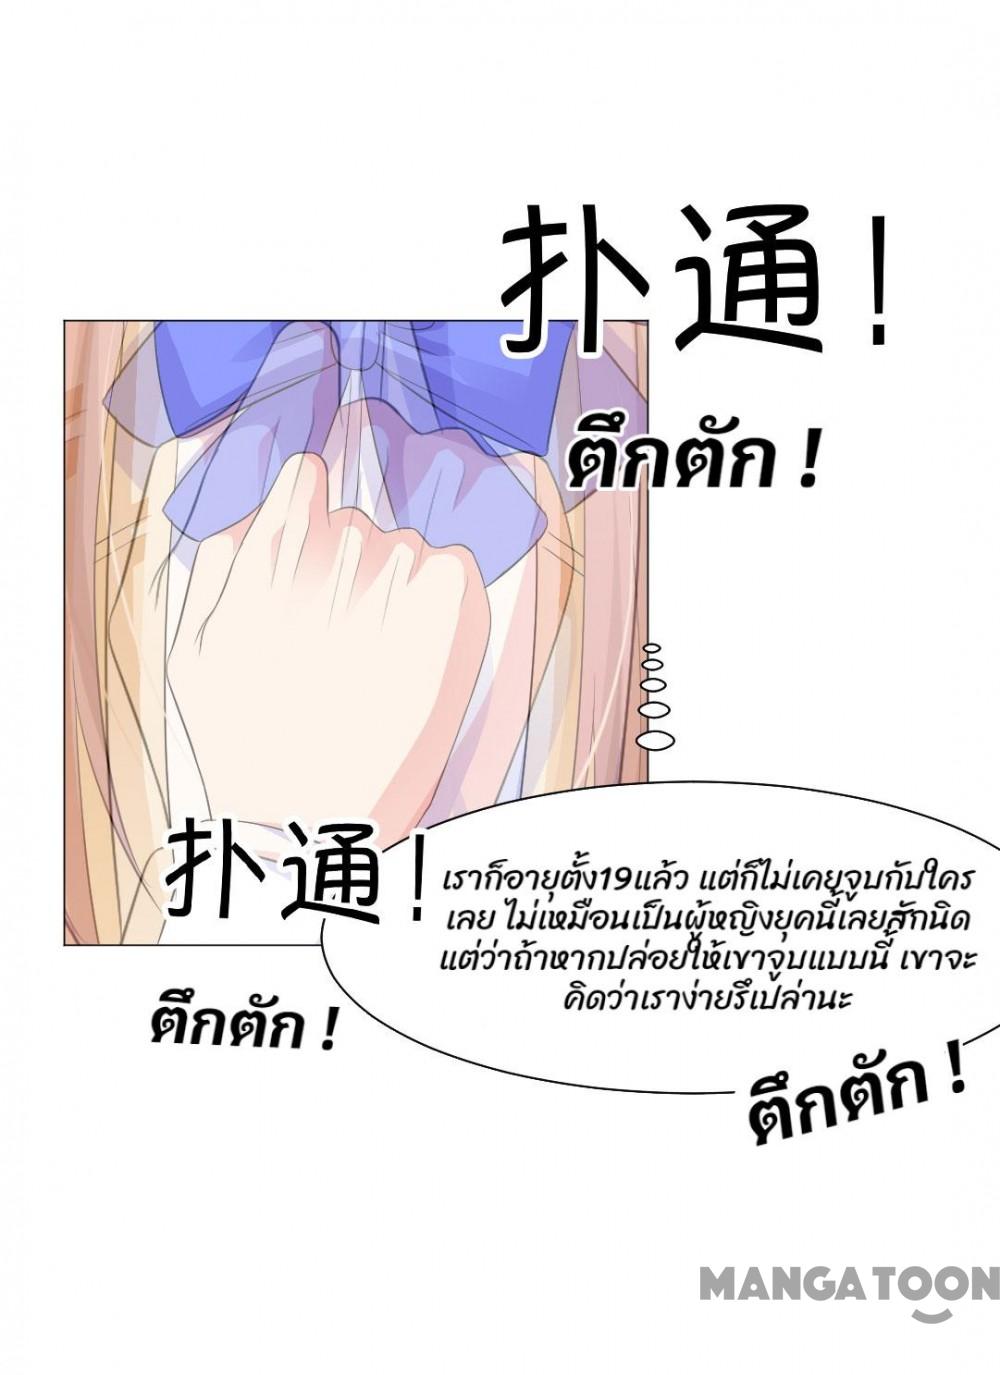 扑通!
ตึกตัก !
扑通!
เราก็อายุตั้ง19แล้ว แต่ก็ไม่เคยจูบกับใคร
เลย ไม่เหมือนเป็นผู้หญิงยุคนี้เลยสักนิด
แต่ว่าถ้าหากปล่อยให้เขาจูบแบบนี้ เขาจะ
คิดว่าเราง่ายรึเปล่านะ
ตึกตัก !
ตึกตัก !
MANGATOON